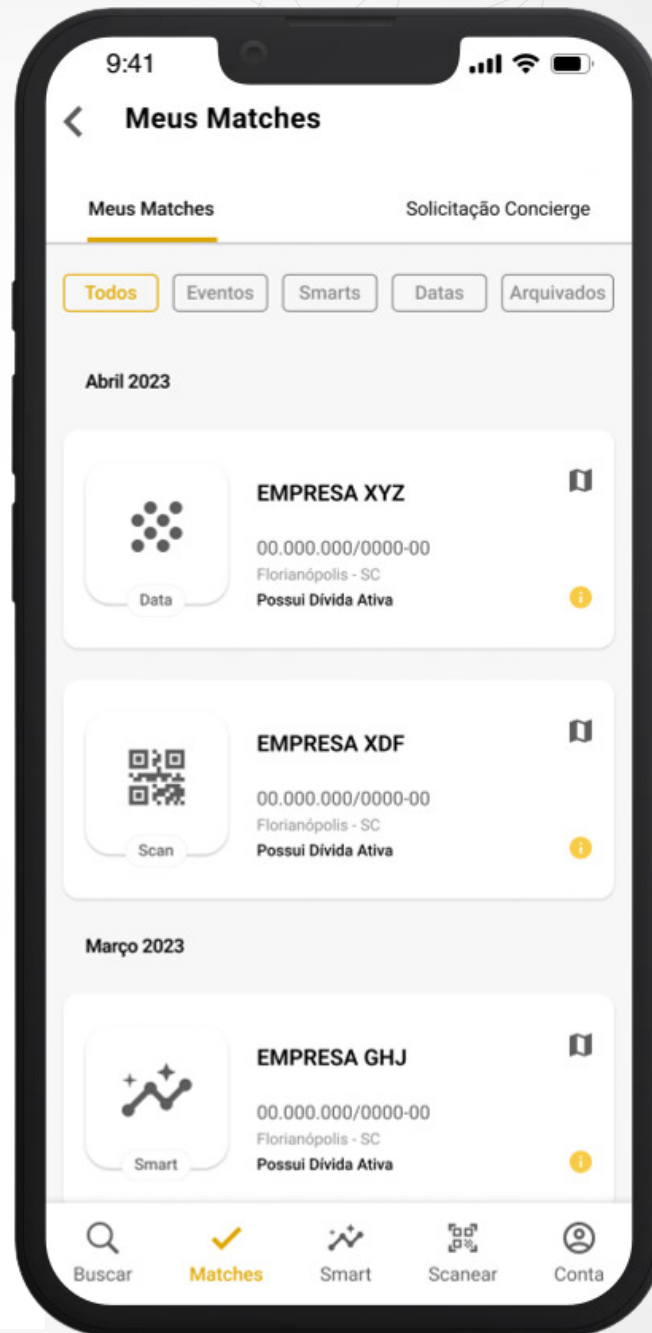 9:41
Meus Matches
Meus Matches Solicitação Concierge
Todos Eventos Smarts Datas Arquivados
Abril 2023
EMPRESA XYZ
00.000.000/0000-00
Florianópolis - SC
Data
Possui Dívida Ativa
EMPRESA XDF
00.000.000/0000-00
Florianópolis - SC
Scan
Possui Dívida Ativa
Março 2023
EMPRESA GHJ
00.000.000/0000-00
Florianópolis - SC
Smart
Possui Dívida Ativa
Buscar Matches Smart Scanear Conta